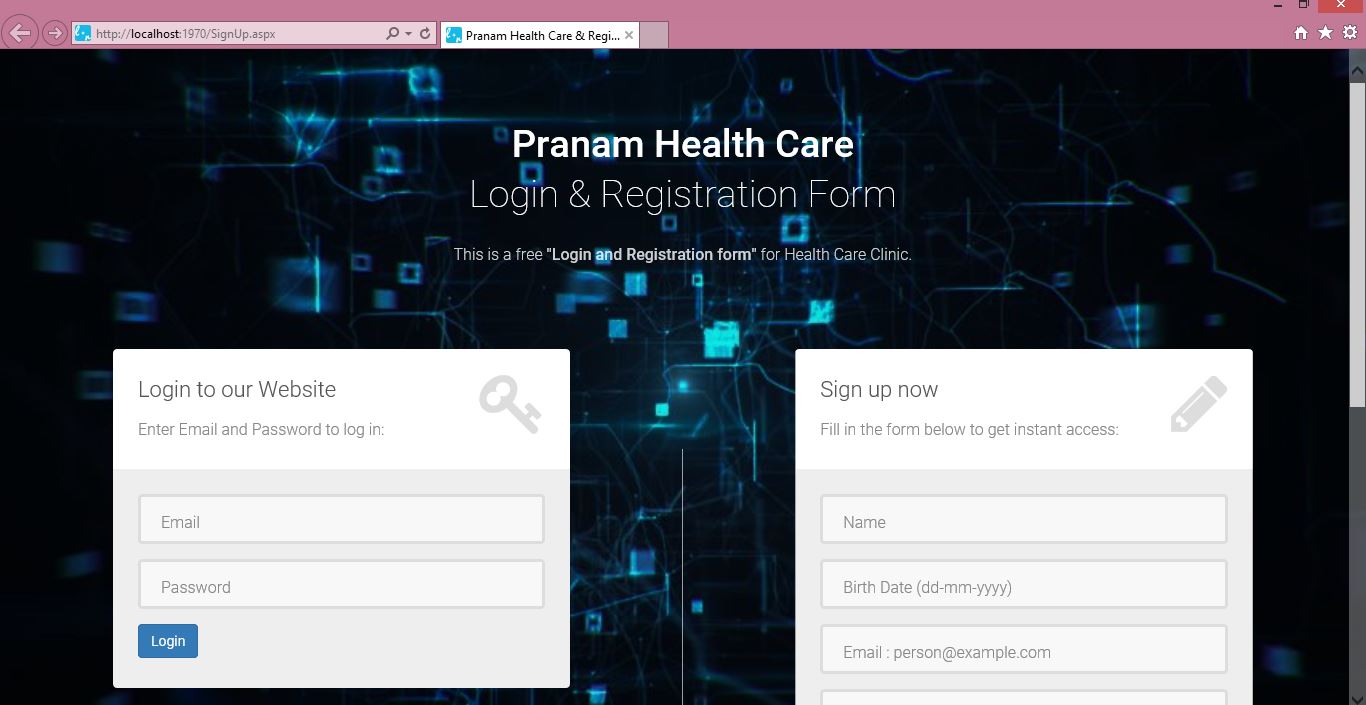 http://localhost:1970/SignUp.aspx
Pranam Health Care & Regi...
Pranam Health Care
Login & Registration Form
This is a free "Login and Registration form" for Health Care Clinic.
Login to our Website
Enter Email and Password to log in:
Email
Password
Login
Sign up now
Fill in the form below to get instant access:
Name
Birth Date (dd-mm-yyyy)
Email : person@example.com